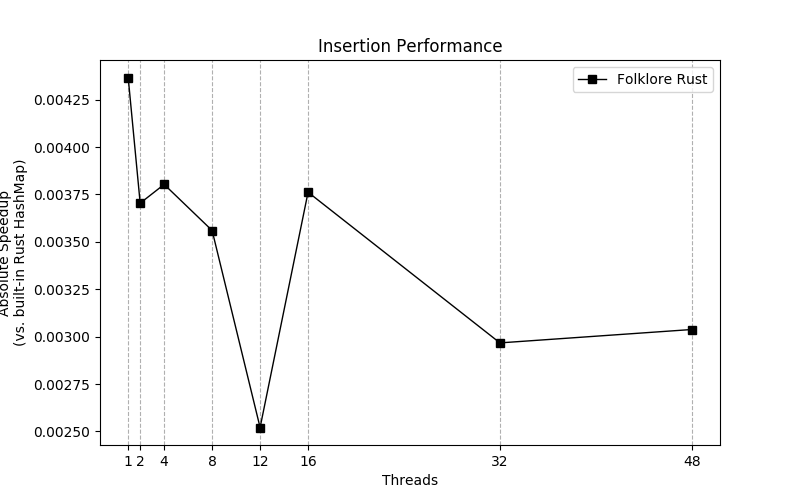 Insertion Performance
Folklore Rust
Absolute Speedup
(vs. built-in Rust HashMap)
0.00425
0.00400
0.00375
0.00350
0.00325
0.00300
0.00275
0.00250
1 2 4 8 12 16 32 48
Threads